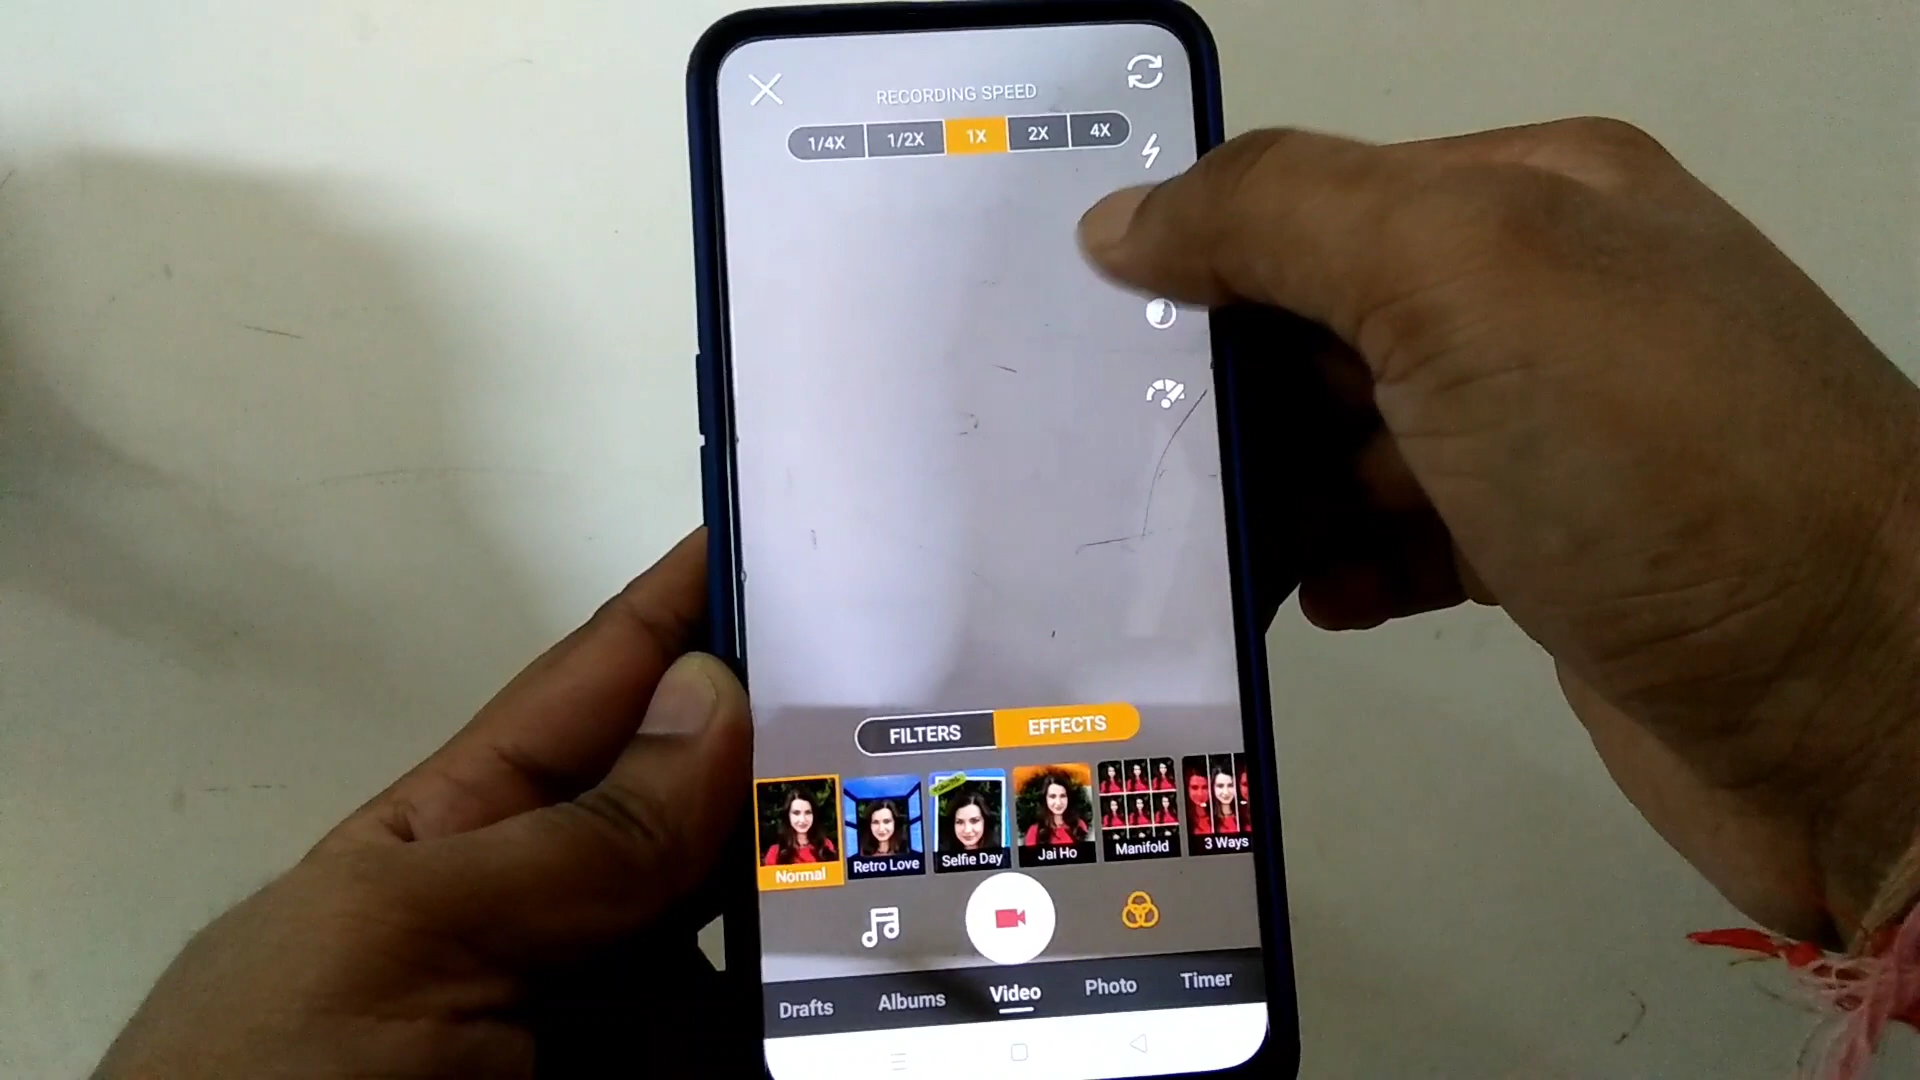 RECORDING SPEED
1/4X 1/2X 1X 2X 4X
FILTERS EFFECTS
Normal Retro Love Selfie Day Jai Ho Manifold 3 Ways
Drafts Albums Video Photo Timer